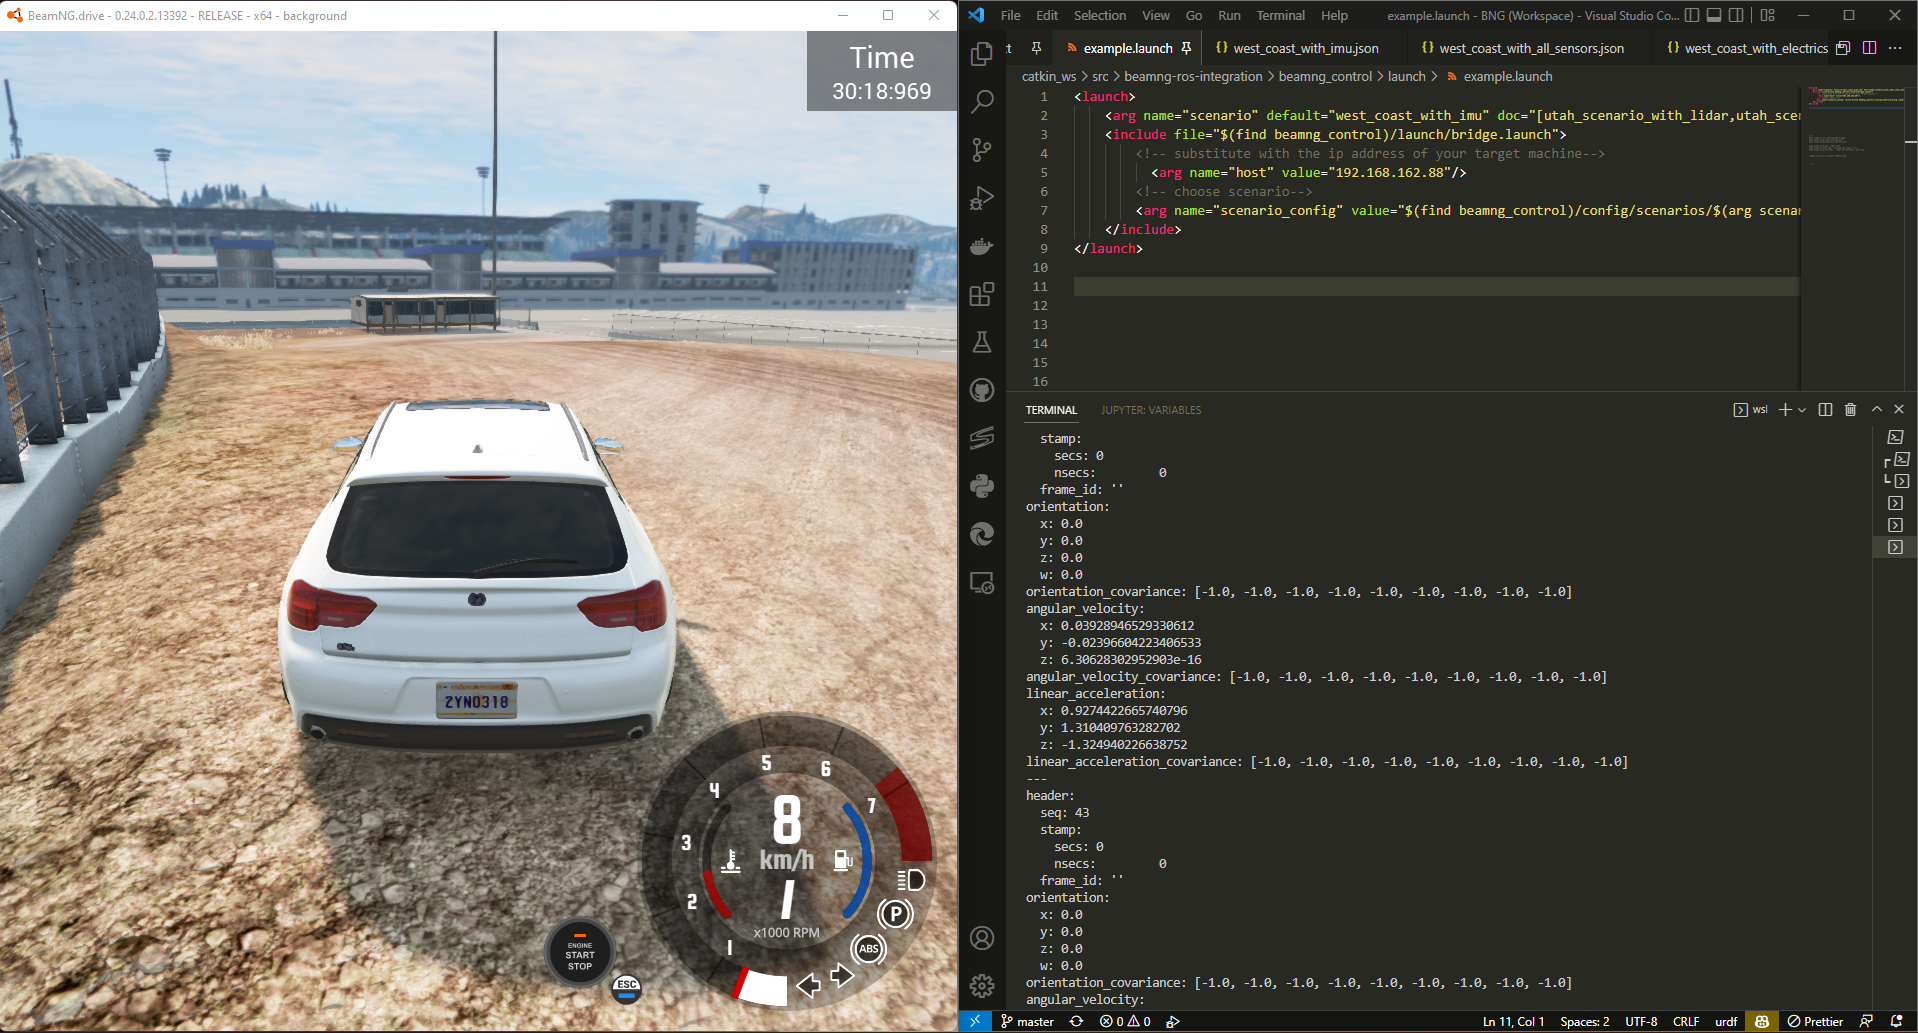 BeamNG.drive - 0.24.0.2.13392 - RELEASE - x64 - background
Time
30:18:969
2YN0318
1
2
3
4
5
6
7
8
km/h
1
x1000 RPM
P
ABS
ENGINE
START
STOP
ESC
File Edit Selection View Go Run Terminal Help
example.launch - BNG (Workspace) - Visual Studio Co...
example.launch
{} west_coast_with_imu.json
{} west_coast_with_all_sensors.json
{} west_coast_with_electrics
catkin_ws > src > beamng-ros-integration > beamng_control > launch > example.launch
1 <launch>
2 <arg name="scenario" default="west_coast_with_imu" doc="[utah_scenario_with_lidar,utah_scen
3 <include file="$(find beamng_control)/launch/bridge.launch">
4 <!-- substitute with the ip address of your target machine-->
5 <arg name="host" value="192.168.162.88"/>
6 <!-- choose scenario-->
7 <arg name="scenario_config" value="$(find beamng_control)/config/scenarios/$(arg scenar
8 </include>
9 </launch>
10
11
12
13
14
15
16
TERMINAL JUPYTER: VARIABLES
wsl
stamp:
secs: 0
nsecs: 0
frame_id: ''
orientation:
x: 0.0
y: 0.0
z: 0.0
w: 0.0
orientation_covariance: [-1.0, -1.0, -1.0, -1.0, -1.0, -1.0, -1.0, -1.0, -1.0]
angular_velocity:
x: 0.03928946529330612
y: -0.02396604223406533
z: 6.30628302952903e-16
angular_velocity_covariance: [-1.0, -1.0, -1.0, -1.0, -1.0, -1.0, -1.0, -1.0, -1.0]
linear_acceleration:
x: 0.9274422665740796
y: 1.310409763282702
z: -1.324940226638752
linear_acceleration_covariance: [-1.0, -1.0, -1.0, -1.0, -1.0, -1.0, -1.0, -1.0, -1.0]
---
header:
seq: 43
stamp:
secs: 0
nsecs: 0
frame_id: ''
orientation:
x: 0.0
y: 0.0
z: 0.0
w: 0.0
orientation_covariance: [-1.0, -1.0, -1.0, -1.0, -1.0, -1.0, -1.0, -1.0, -1.0]
angular_velocity:
master 0 0
Ln 11, Col 1 Spaces: 2 UTF-8 CRLF urdf Prettier